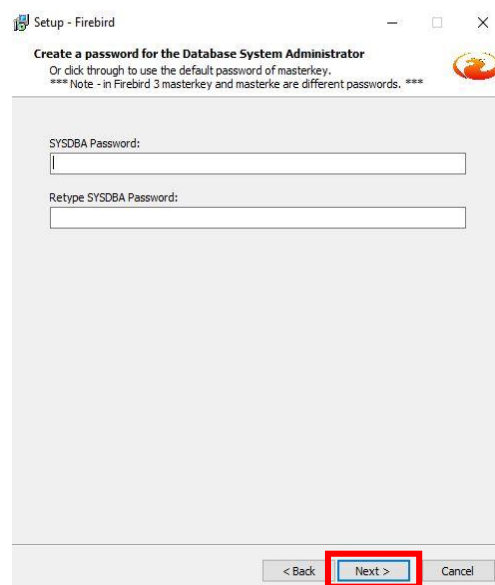 Setup - Firebird
Create a password for the Database System Administrator
Or click through to use the default password of masterkey.
*** Note - in Firebird 3 masterkey and masterke are different passwords. ***
SYSDBA Password:
Retype SYSDBA Password:
< Back Next > Cancel